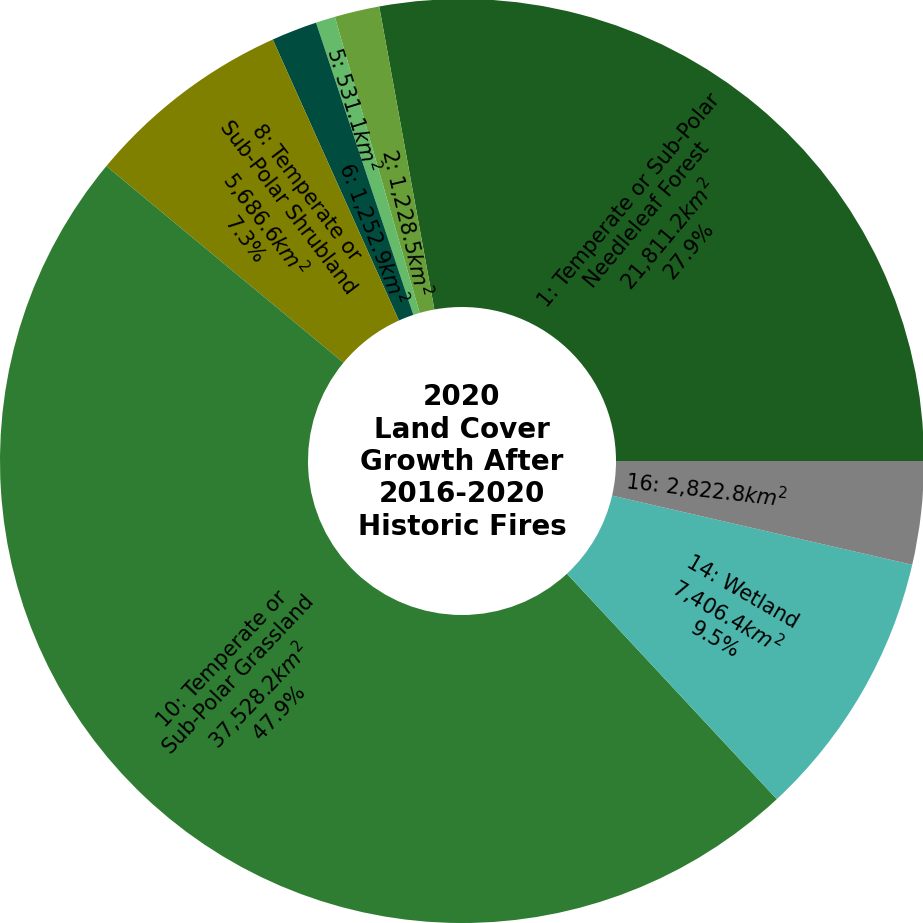 2020
Land Cover
Growth After
2016-2020
Historic Fires
1: Temperate or Sub-Polar
Needleleaf Forest
21,811.2km²
27.9%
2: 1,228.5km²
5: 531.1km²
6: 1,252.9km²
8: Temperate or
Sub-Polar Shrubland
5,686.6km²
7.3%
10: Temperate or
Sub-Polar Grassland
37,528.2km²
47.9%
14: Wetland
7,406.4km²
9.5%
16: 2,822.8km²